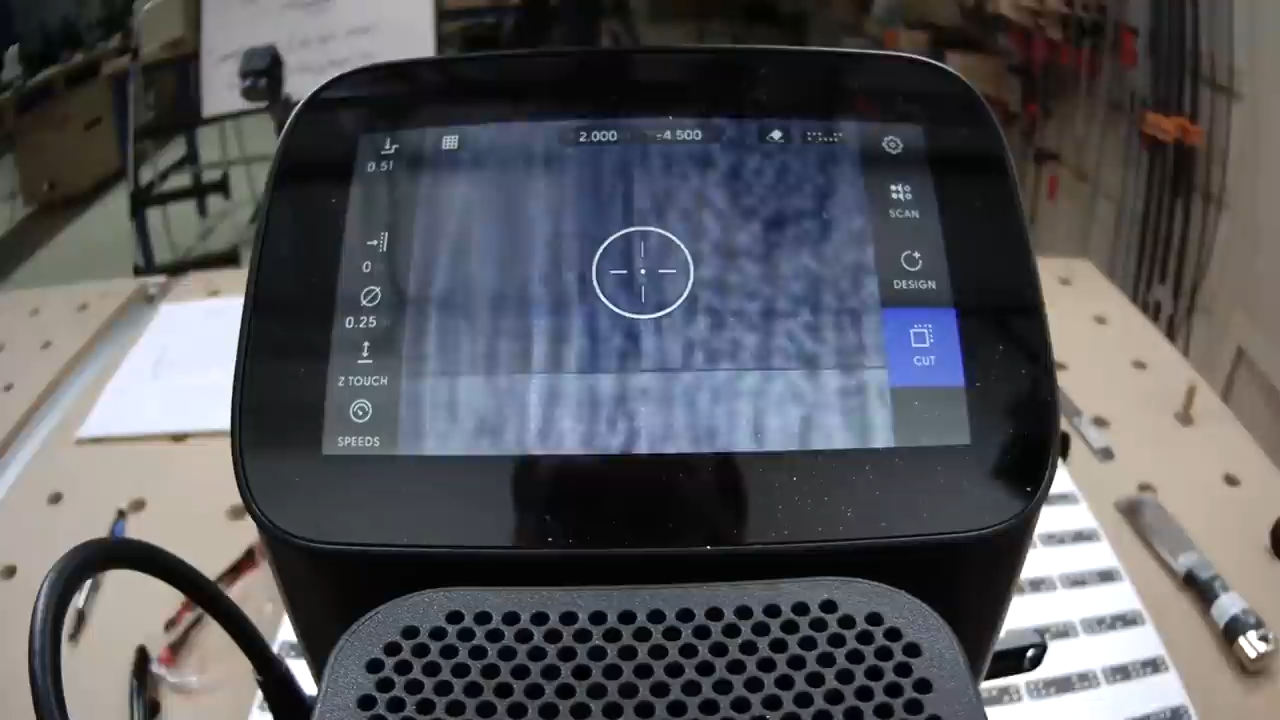 2.000 -4.500
0.51
SCAN
0
DESIGN
0.25
CUT
Z TOUCH
SPEEDS